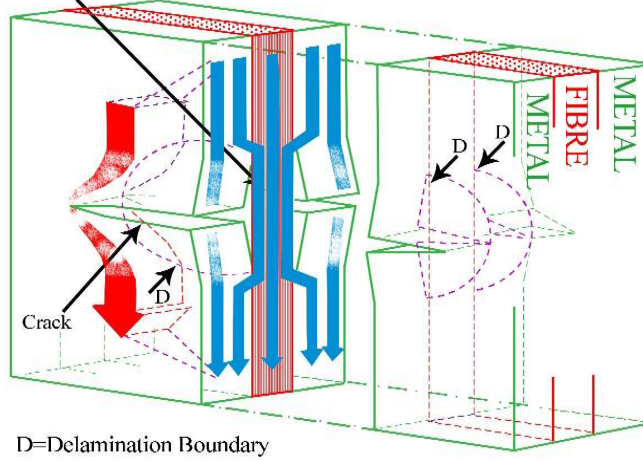 D
D
METAL
FIBRE
METAL
D
Crack
D=Delamination Boundary